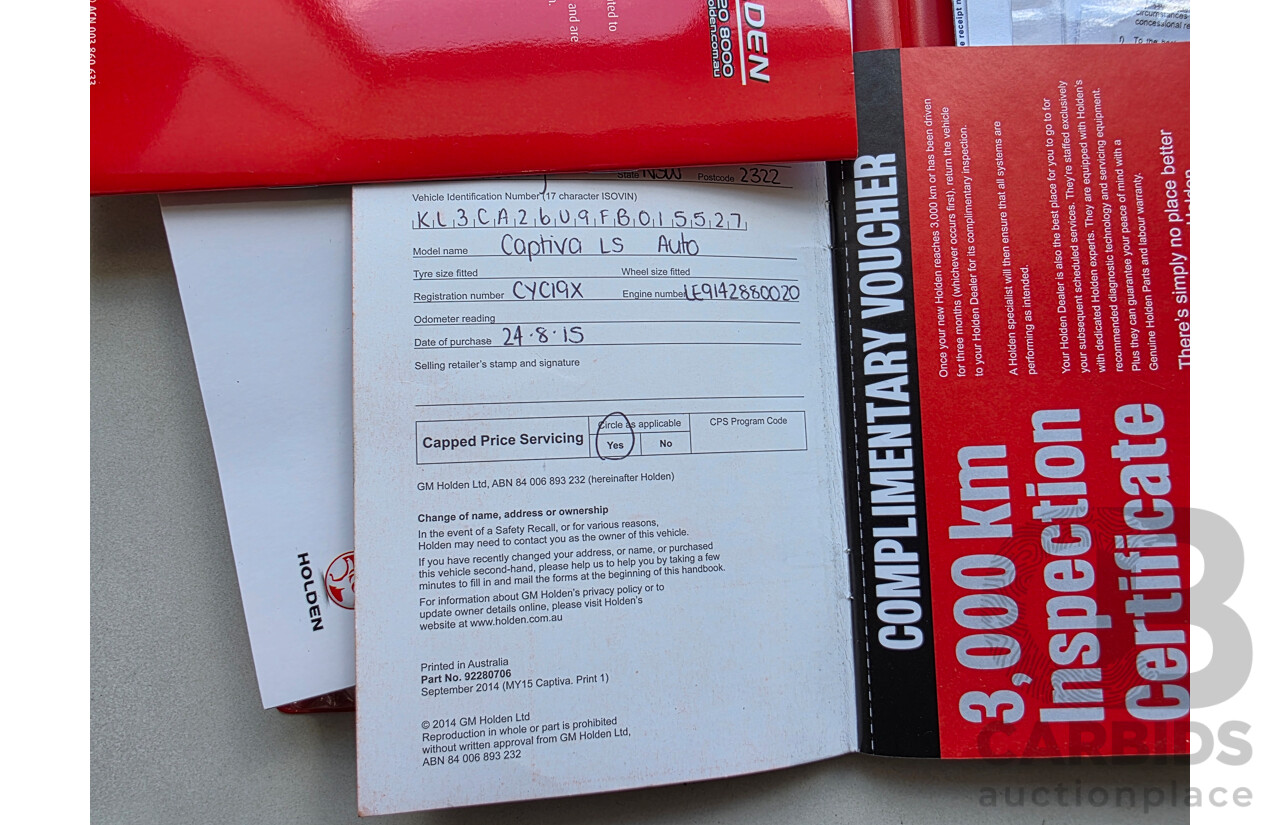 DEN
20 8000
olden.com.au
ted to
and are
n.
State NSW Postcode 2322
Vehicle Identification Number (17 character ISOVIN)
KL3CA26U9FB015527
Model name Captiva LS Auto
Tyre size fitted Wheel size fitted
Registration number CYC19X Engine number LE9142880020
Odometer reading
Date of purchase 24·8·15
Selling retailer's stamp and signature
Capped Price Servicing
Circle as applicable
Yes No
CPS Program Code
GM Holden Ltd, ABN 84 006 893 232 (hereinafter Holden)
Change of name, address or ownership
In the event of a Safety Recall, or for various reasons,
Holden may need to contact you as the owner of this vehicle.
If you have recently changed your address, or name, or purchased
this vehicle second-hand, please help us to help you by taking a few
minutes to fill in and mail the forms at the beginning of this handbook.
For information about GM Holden's privacy policy or to
update owner details online, please visit Holden's
website at www.holden.com.au
Printed in Australia
Part No. 92280706
September 2014 (MY15 Captiva. Print 1)
© 2014 GM Holden Ltd
Reproduction in whole or part is prohibited
without written approval from GM Holden Ltd,
ABN 84 006 893 232
HOLDEN
COMPLIMENTARY VOUCHER
3,000 km
Inspection
Certificate
Once your new Holden reaches 3,000 km or has been driven
for three months (whichever occurs first), return the vehicle
to your Holden Dealer for its complimentary inspection.
A Holden specialist will then ensure that all systems are
performing as intended.
Your Holden Dealer is also the best place for you to go to for
your subsequent scheduled services. They're staffed exclusively
with dedicated Holden experts. They are equipped with Holden's
recommended diagnostic technology and servicing equipment.
Plus they can guarantee your peace of mind with a
Genuine Holden Parts and labour warranty.
There's simply no place better
e receipt
circumstances
concessional re
CARBIDS
auctionplace